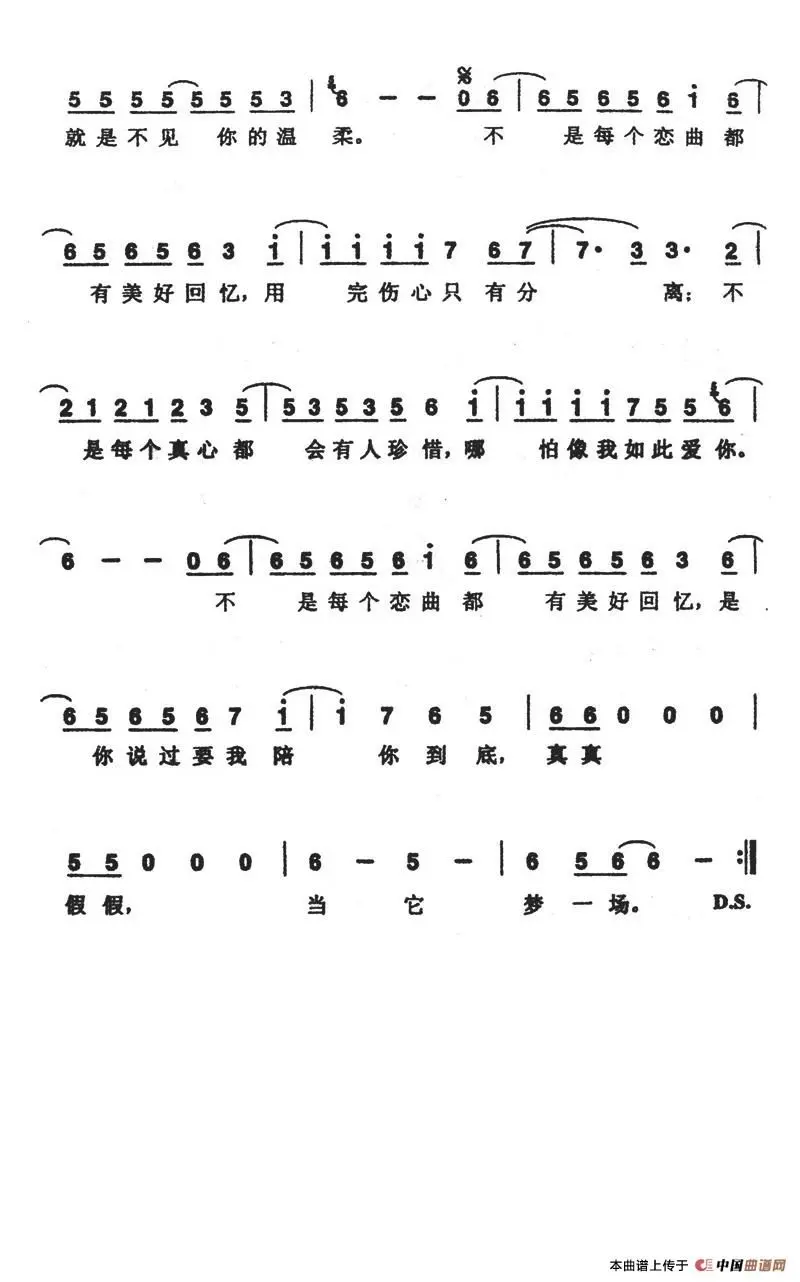 5 5 5 5 5 5 5 3 | 6 - - 0 6 | 6 5 6 5 6 i 6 |
就是不见 你的温 柔。 不 是每个恋曲都
6 5 6 5 6 3 i | i i i i 7 6 7 | 7· 3 3· 2 |
有美好回忆,用 完伤心只有分 离;不
2 1 2 1 2 3 5 | 5 3 5 3 5 6 i | i i i i 7 5 5 6 |
是每个真心都 会有人珍惜,哪 怕像我如此爱你。
6 - - 0 6 | 6 5 6 5 6 i 6 | 6 5 6 5 6 3 6 |
不 是每个恋曲都 有美好回忆,是
6 5 6 5 6 7 i | i 7 6 5 | 6 6 0 0 0 |
你说过要我陪 你到底,真真
5 5 0 0 0 | 6 - 5 - | 6 5 6 6 - :||
假假, 当 它 梦一场。 D.S.
本曲谱上传于 中国曲谱网